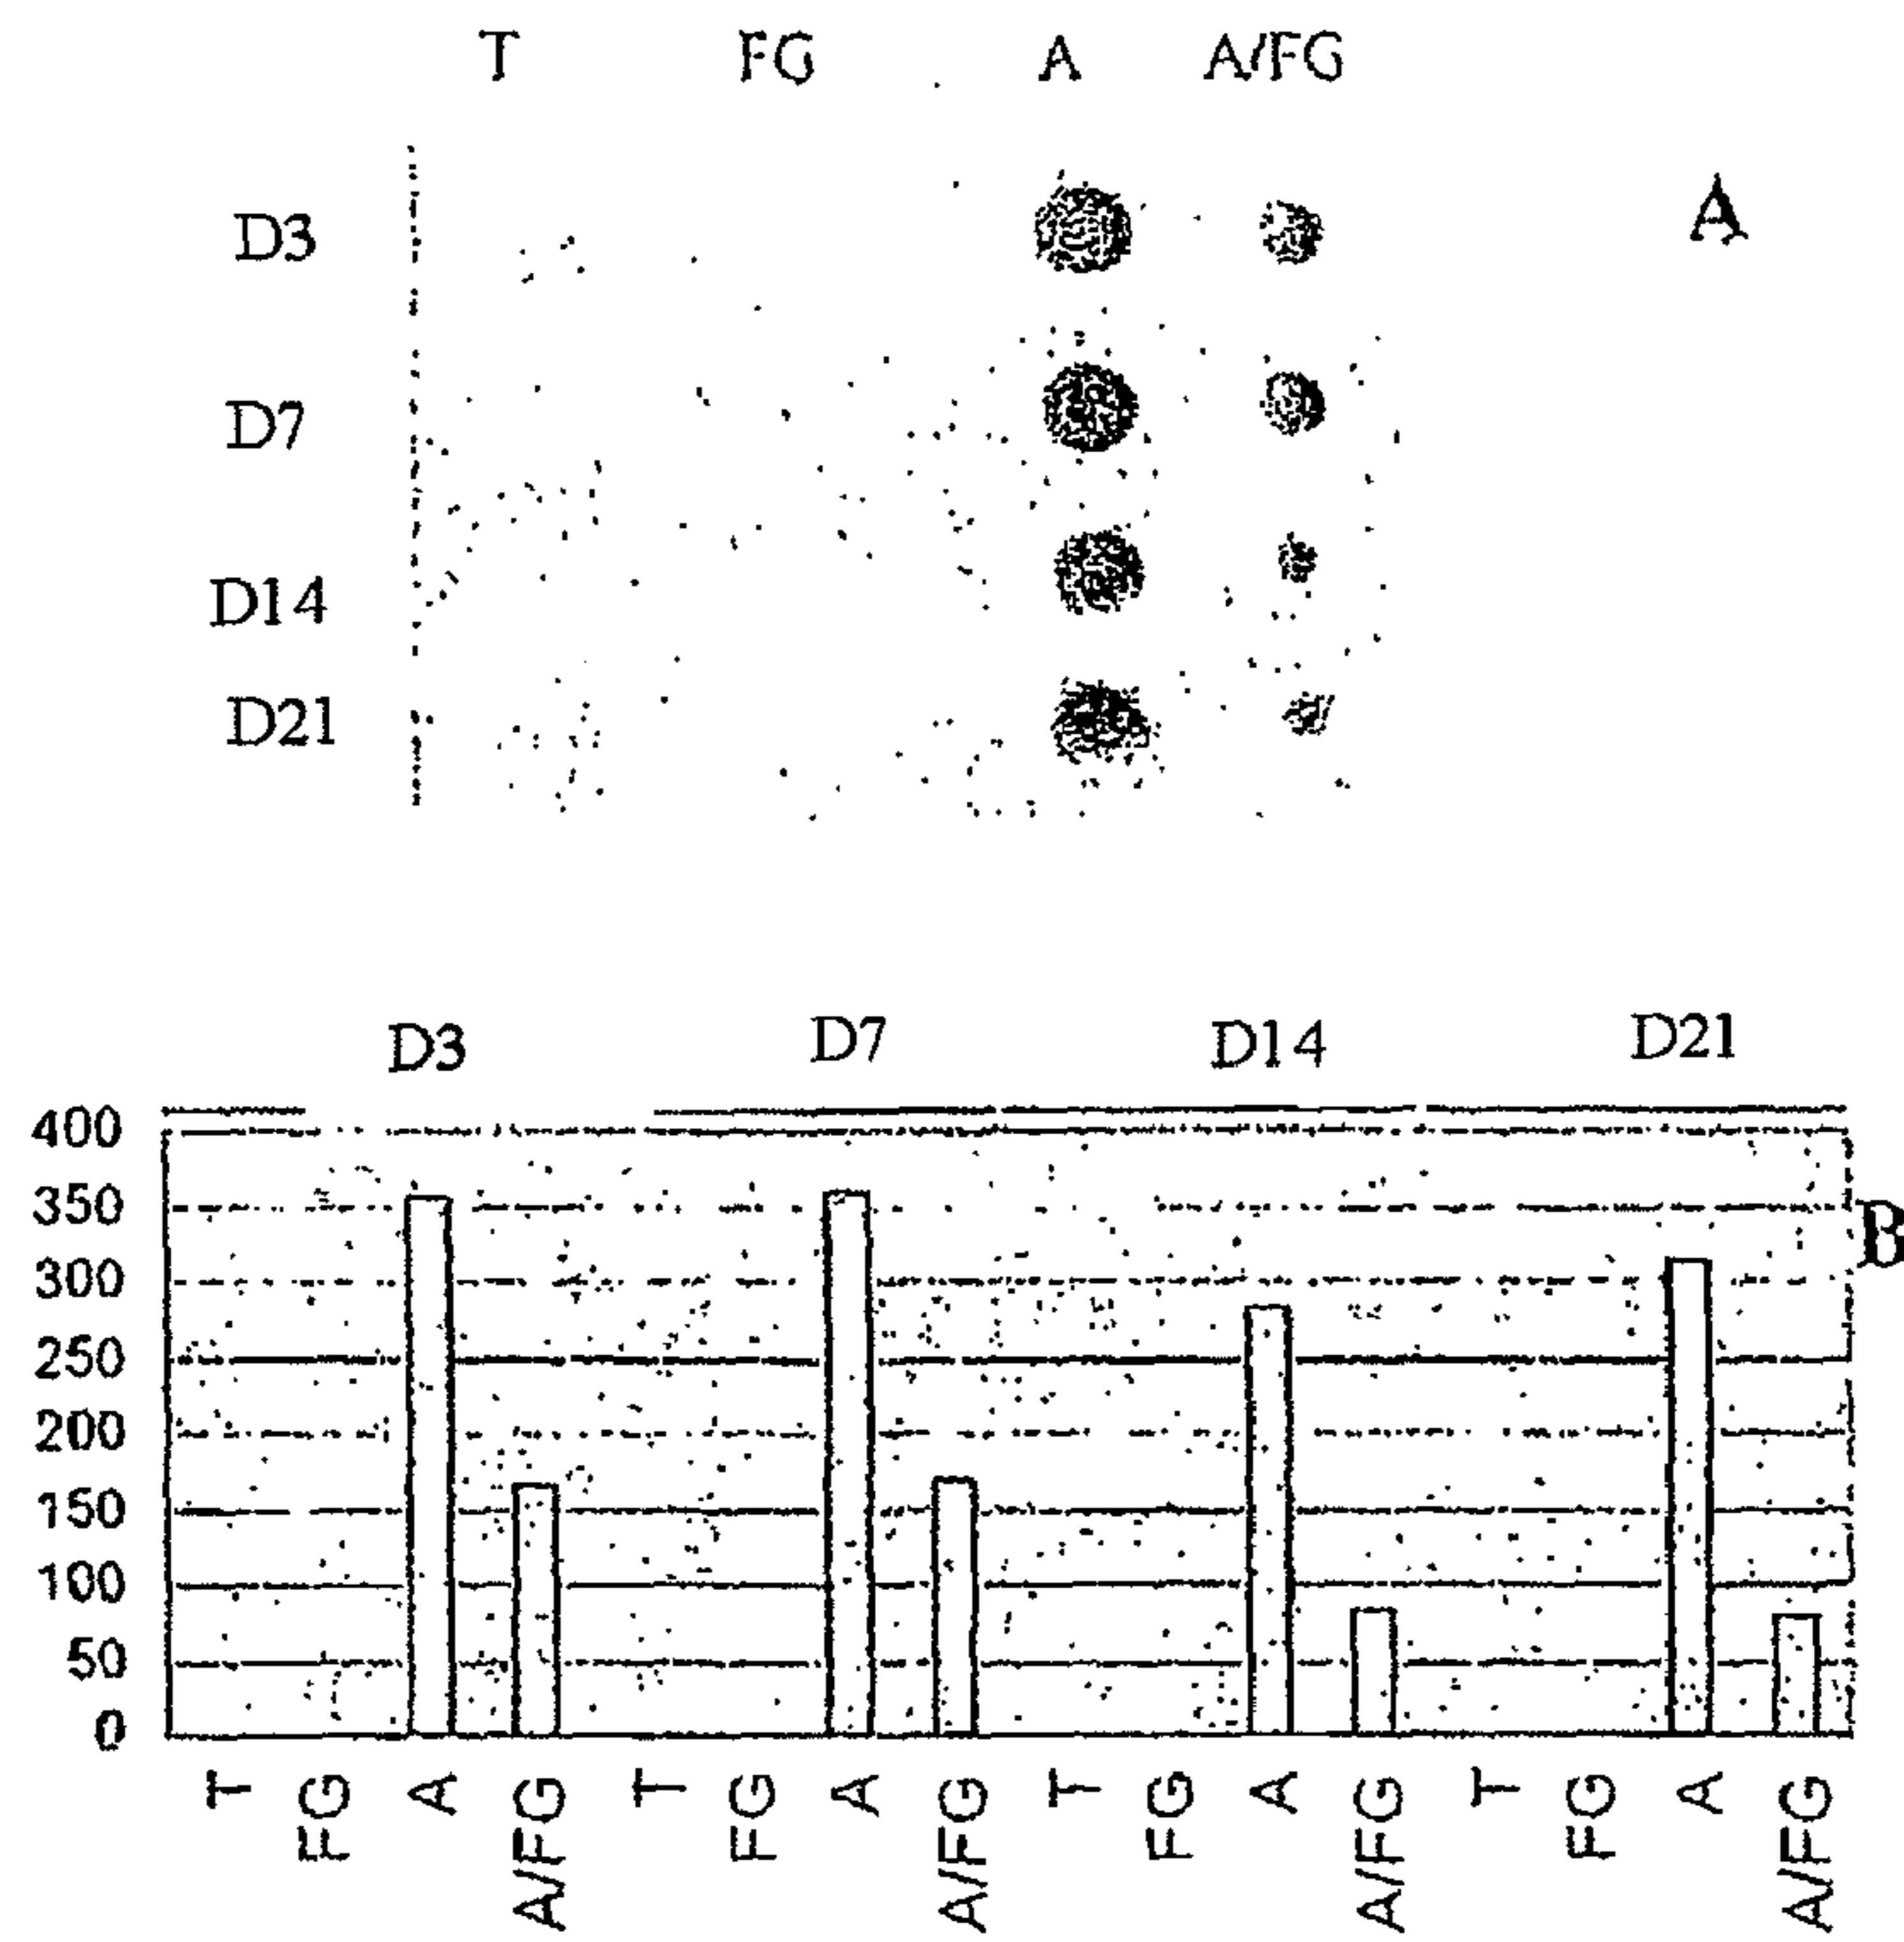 T FG A A/FG
A
D3
D7
D14
D21
D3 D7 D14 D21
400
350
B
300
250
200
150
100
50
0
T FG A A/FG T FG A A/FG T FG A A/FG T FG A A/FG